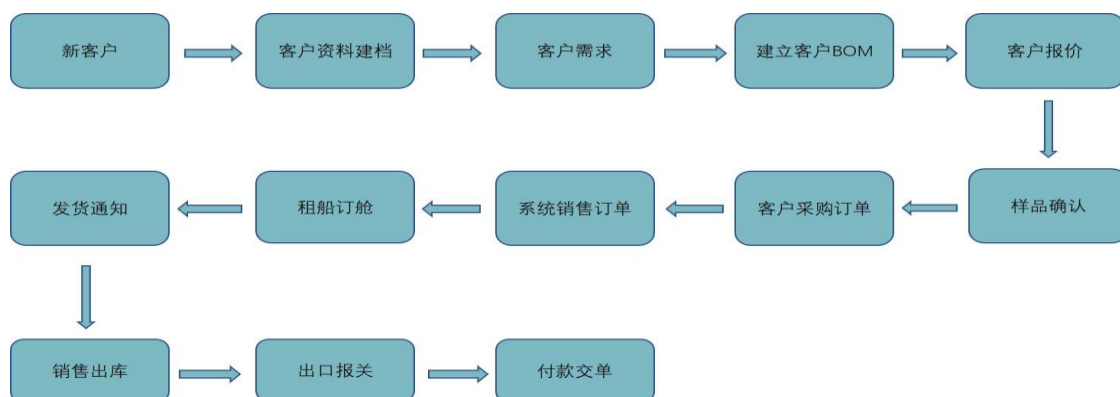 新客户
客户资料建档
客户需求
建立客户BOM
客户报价
样品确认
客户采购订单
系统销售订单
租船订舱
发货通知
销售出库
出口报关
付款交单